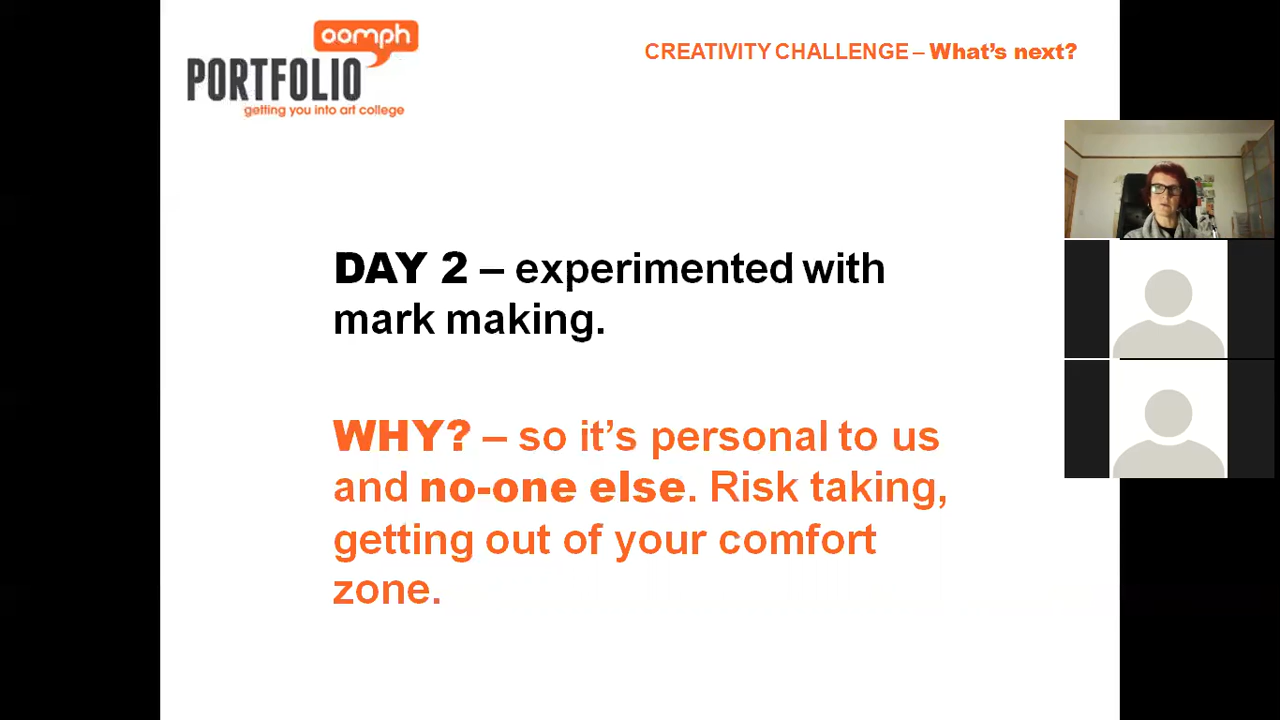 oomph
PORTFOLIO
getting you into art college
CREATIVITY CHALLENGE – What's next?
DAY 2 – experimented with
mark making.
WHY? – so it's personal to us
and no-one else. Risk taking,
getting out of your comfort
zone.